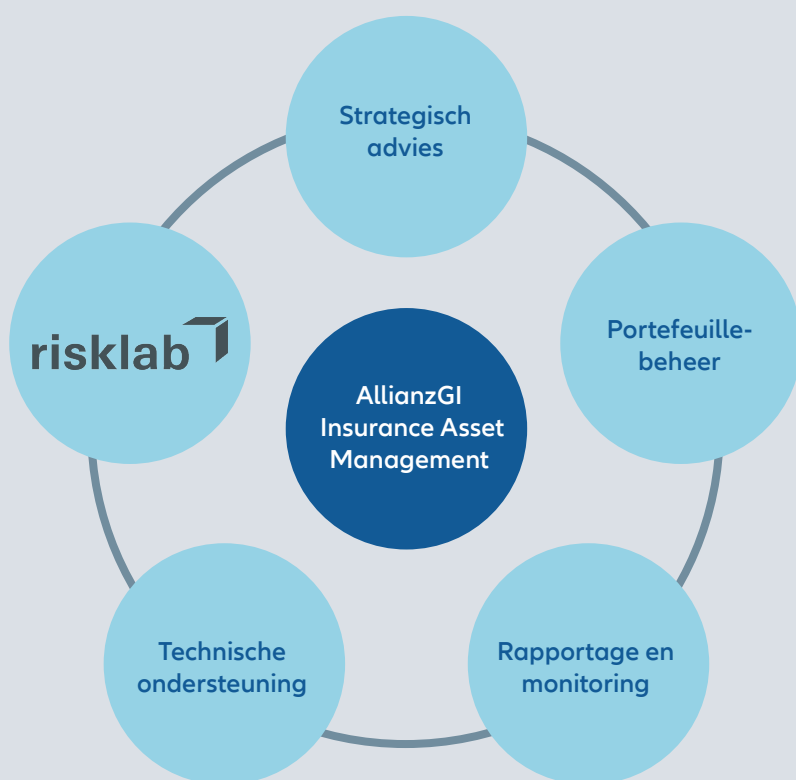 Strategisch
advies
Portefeuille-
beheer
risklab
AllianzGI
Insurance Asset
Management
Technische
ondersteuning
Rapportage en
monitoring